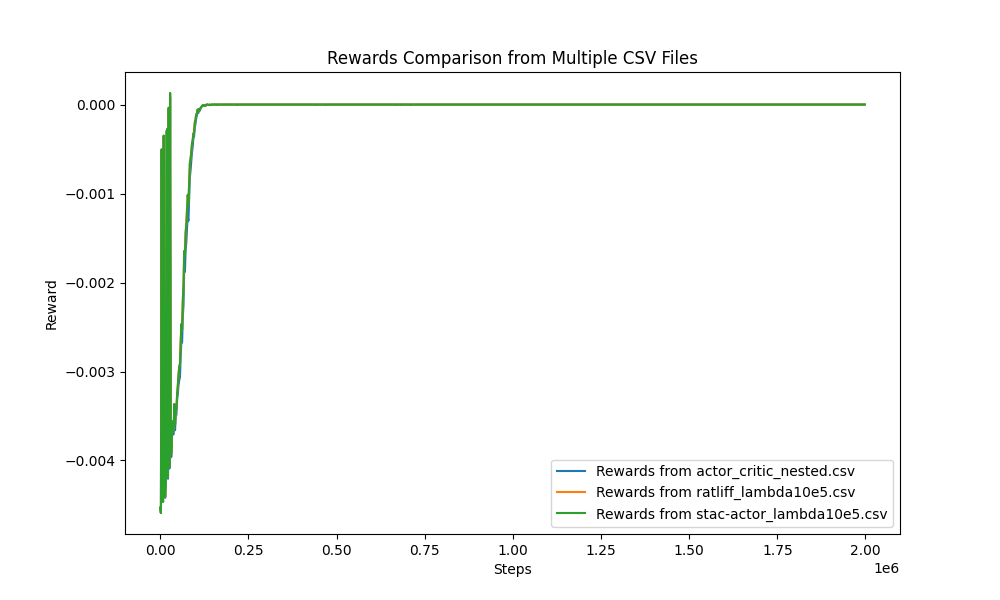 Rewards Comparison from Multiple CSV Files
0.000
−0.001
−0.002
−0.003
−0.004
Reward
Rewards from actor_critic_nested.csv
Rewards from ratliff_lambda10e5.csv
Rewards from stac-actor_lambda10e5.csv
0.00 0.25 0.50 0.75 1.00 1.25 1.50 1.75 2.00
1e6
Steps